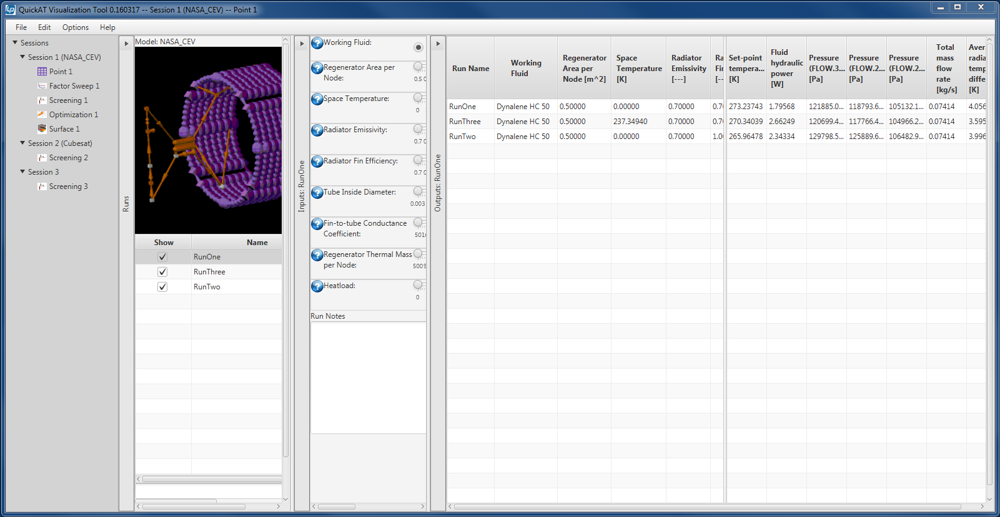 QuickAT Visualization Tool 0.160317 -- Session 1 (NASA_CEV) -- Point 1
File Edit Options Help
Sessions
Session 1 (NASA_CEV)
Point 1
Factor Sweep 1
Screening 1
Optimization 1
Surface 1
Session 2 (Cubesat)
Screening 2
Session 3
Screening 3
Runs
Model: NASA_CEV
Show Name
RunOne
RunThree
RunTwo
Inputs: RunOne
Working Fluid:
Regenerator Area per
Node:
0.5
Space Temperature:
0
Radiator Emissivity:
0.7
Radiator Fin Efficiency:
0.7
Tube Inside Diameter:
0.003
Fin-to-tube Conductance
Coefficient:
501
Regenerator Thermal Mass
per Node:
5009
Heatload:
0
Run Notes
Outputs: RunOne
Run Name
Working
Fluid
Regenerator
Area per
Node [m^2]
Space
Temperature
[K]
Radiator
Emissivity
[---]
Ra
Fin
[--
Set-point
tempera...
[K]
Fluid
hydraulic
power
[W]
Pressure
(FLOW.3...
[Pa]
Pressure
(FLOW.2...
[Pa]
Pressure
(FLOW.2...
[Pa]
Total
mass
flow
rate
[kg/s]
Aver
radia
temp
diffe
[K]
RunOne Dynalene HC 50 0.50000 0.00000 0.70000 0.70 273.23743 1.79568 121885.0... 118793.6... 105132.1... 0.07414 4.056
RunThree Dynalene HC 50 0.50000 237.34940 0.70000 0.70 270.34039 2.66249 120699.4... 117766.4... 104966.2... 0.07414 3.595
RunTwo Dynalene HC 50 0.50000 0.00000 0.70000 1.00 265.96478 2.34334 129798.5... 125889.6... 106482.9... 0.07414 3.996